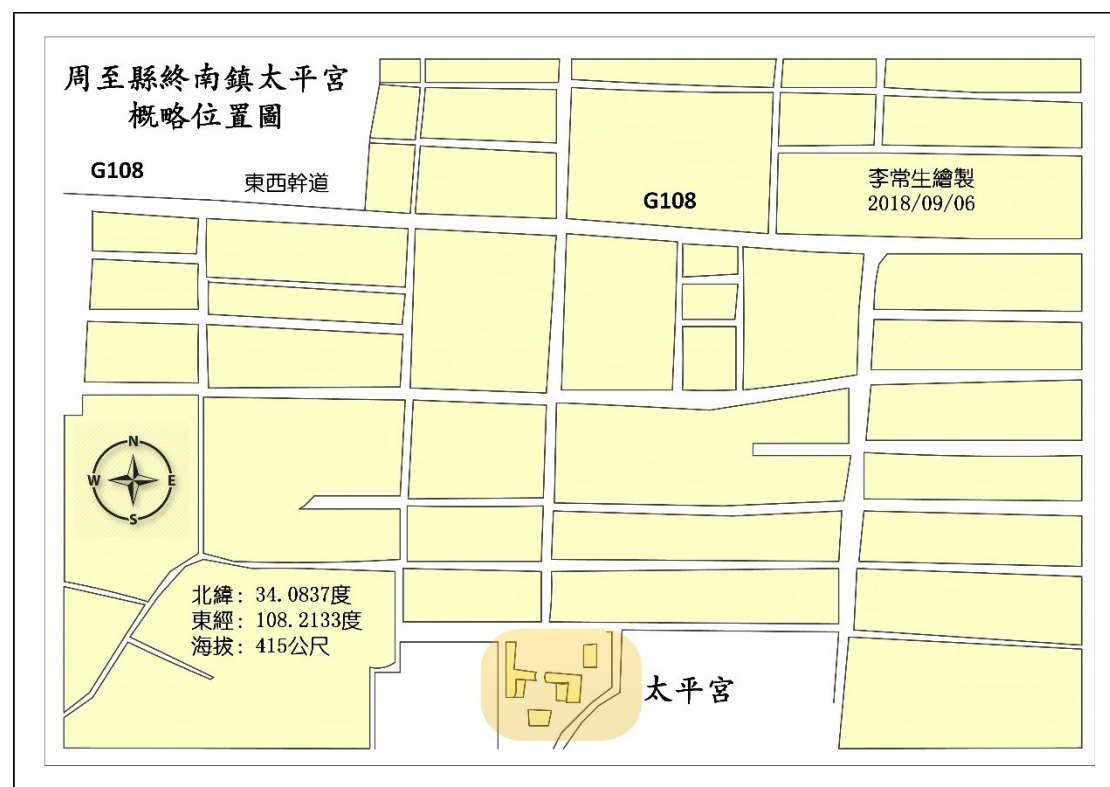 周至縣終南鎮太平宮
概略位置圖
G108
東西幹道
G108
李常生繪製
2018/09/06
N
W
E
S
北緯: 34.0837度
東經: 108.2133度
海拔: 415公尺
太平宮